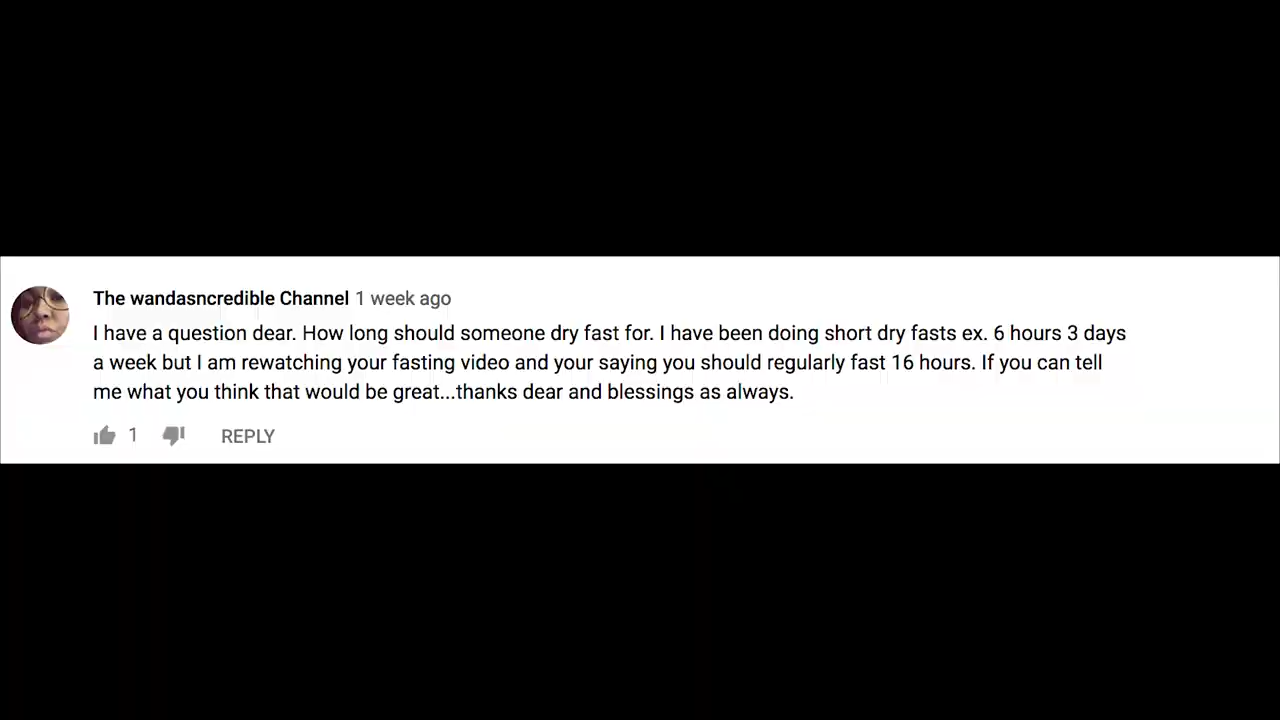 The wandasncredible Channel 1 week ago
I have a question dear. How long should someone dry fast for. I have been doing short dry fasts ex. 6 hours 3 days
a week but I am rewatching your fasting video and your saying you should regularly fast 16 hours. If you can tell
me what you think that would be great...thanks dear and blessings as always.
1 REPLY